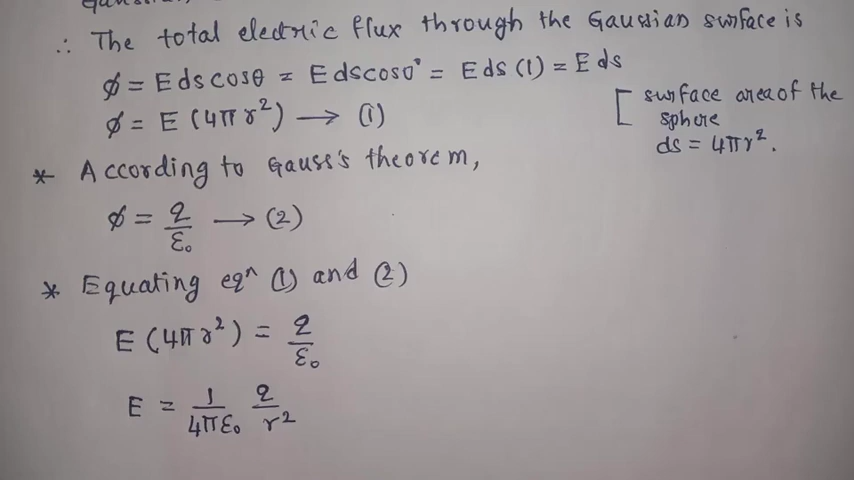 ∴ The total electric flux through the Gaussian surface is
ϕ = E ds cosθ = E ds cos0° = E ds (1) = E ds
ϕ = E (4πr²) → (1)
[ surface area of the
sphere
ds = 4πr².
* According to Gauss's theorem,
ϕ = q/ε₀ → (2)
* Equating eqⁿ (1) and (2)
E (4πr²) = q/ε₀
E = 1/4πε₀ q/r²